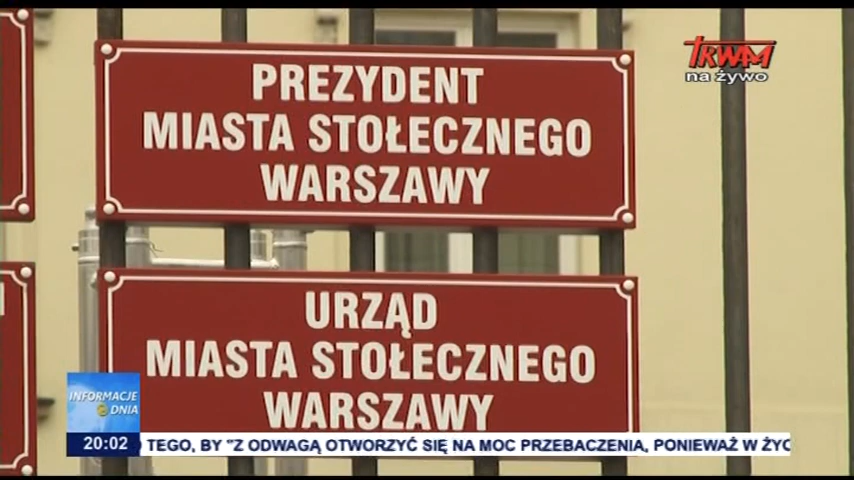 TRWAM
na żywo
PREZYDENT
MIASTA STOŁECZNEGO
WARSZAWY
URZĄD
MIASTA STOŁECZNEGO
WARSZAWY
INFORMACJE
DNIA
20:02
TEGO, BY "Z ODWAGĄ OTWORZYĆ SIĘ NA MOC PRZEBACZENIA, PONIEWAŻ W ŻYC